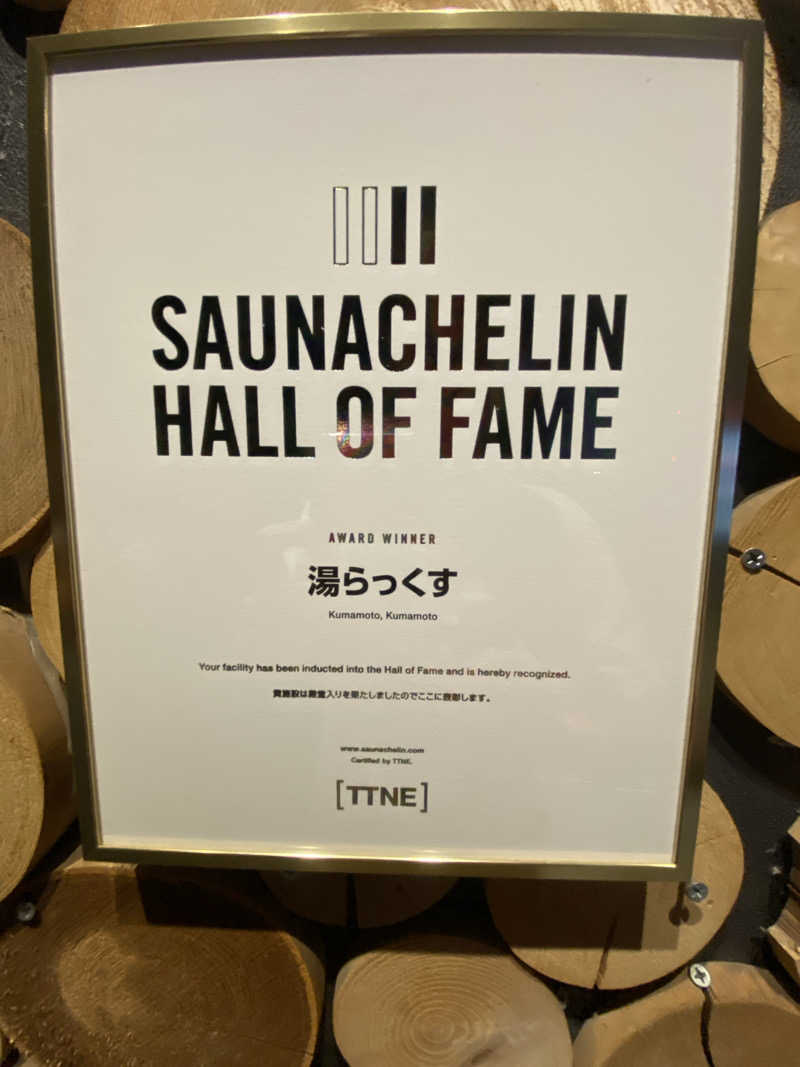 SAUNACHELIN
HALL OF FAME
AWARD WINNER
湯らっくす
Kumamoto, Kumamoto
Your facility has been inducted into the Hall of Fame and is hereby recognized.
貴施設は殿堂入りを果たしましたのでここに表彰します。
www.saunachelin.com
Certified by TTNE.
[TTNE]